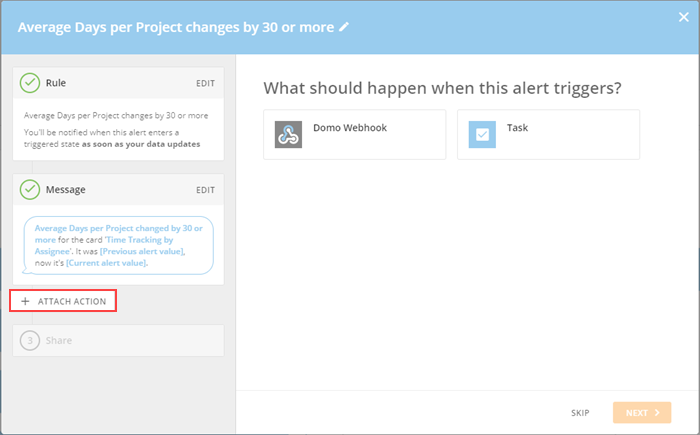 Average Days per Project changes by 30 or more
Rule EDIT
Average Days per Project changes by 30 or more
You'll be notified when this alert enters a
triggered state as soon as your data updates
Message EDIT
Average Days per Project changed by 30 or
more for the card 'Time Tracking by
Assignee'. It was [Previous alert value],
now it's [Current alert value].
+ ATTACH ACTION
3 Share
What should happen when this alert triggers?
Domo Webhook
Task
SKIP
NEXT